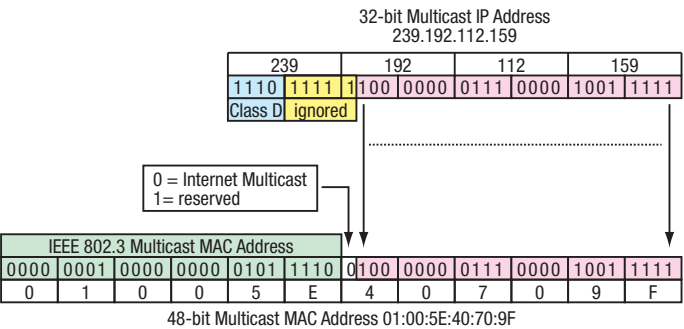 32-bit Multicast IP Address
239.192.112.159
239 192 112 159
1110 1111 1100 0000 0111 0000 1001 1111
Class D ignored
0 = Internet Multicast
1= reserved
IEEE 802.3 Multicast MAC Address
0000 0001 0000 0000 0101 1110 0100 0000 0111 0000 1001 1111
0 1 0 0 5 E 4 0 7 0 9 F
48-bit Multicast MAC Address 01:00:5E:40:70:9F